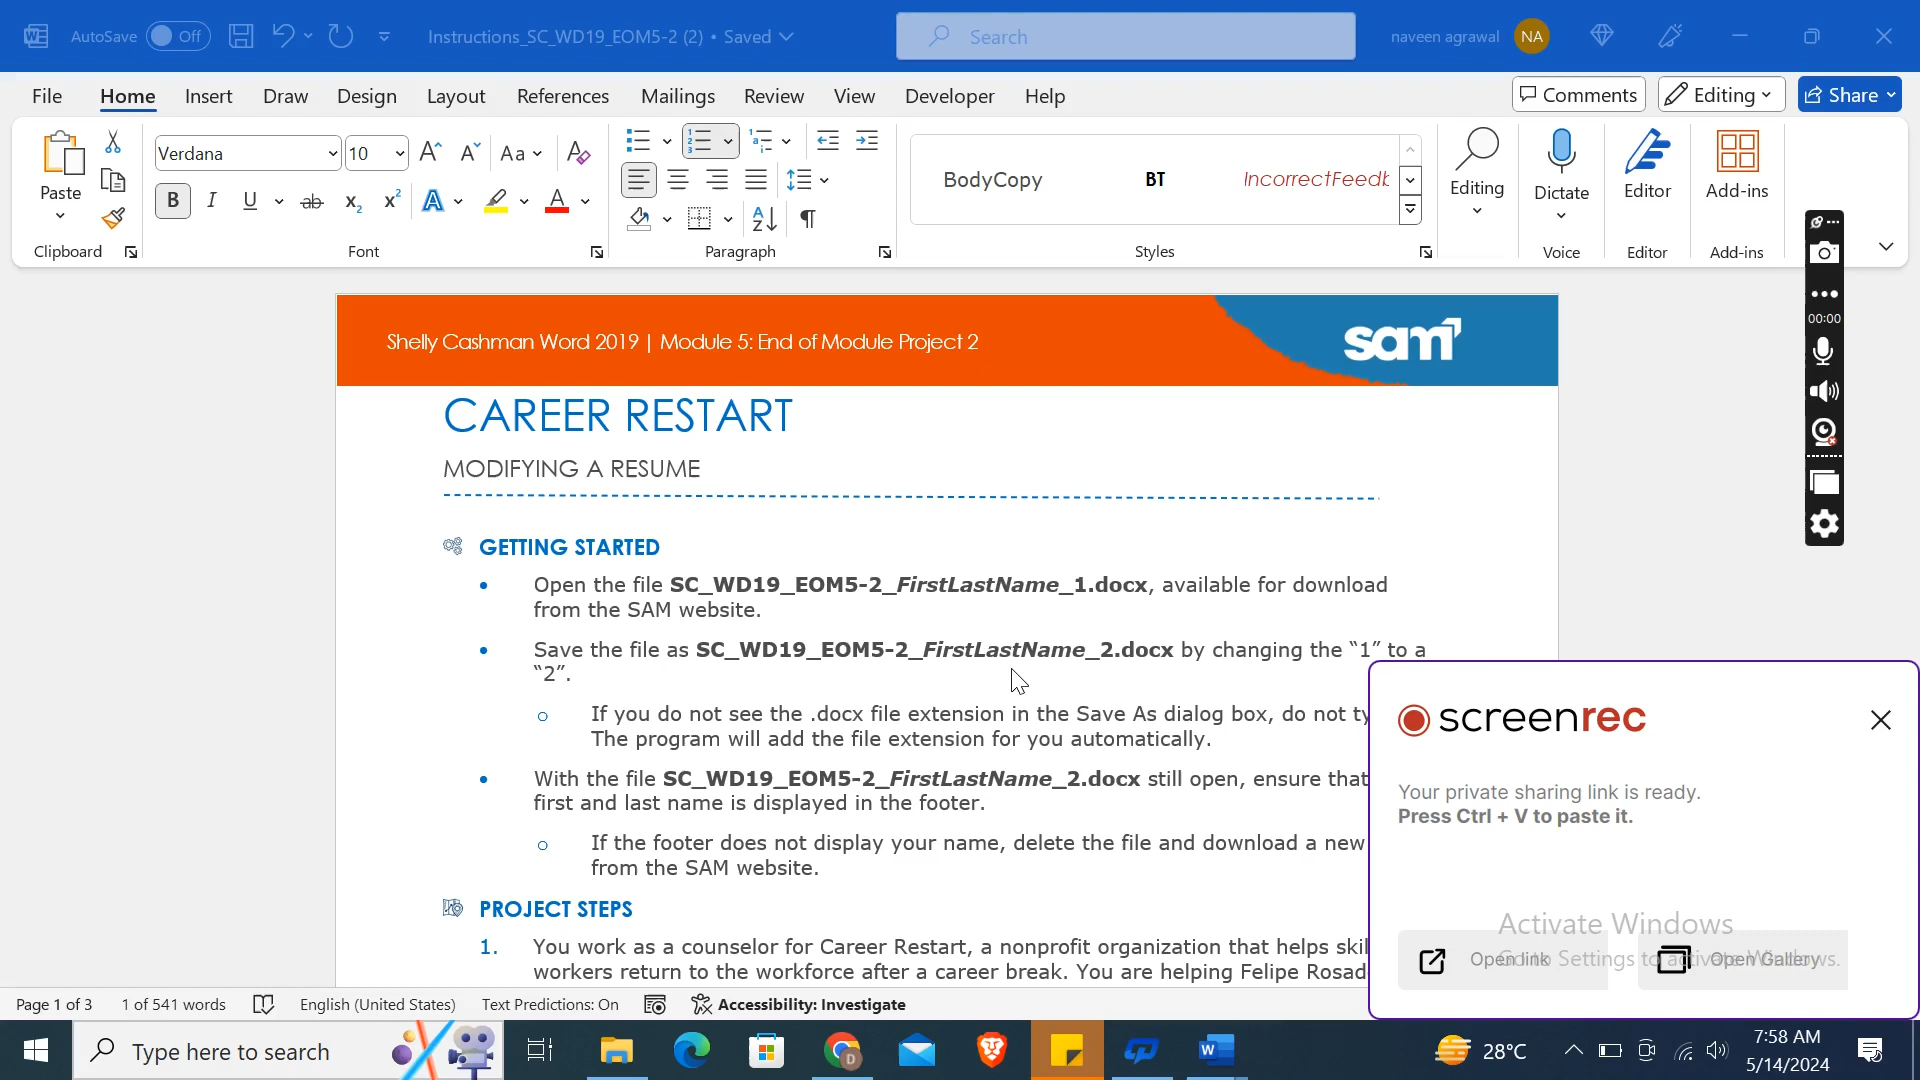 AutoSave Off Instructions_SC_WD19_EOM5-2 (2) • Saved Search naveen agrawal NA
File Home Insert Draw Design Layout References Mailings Review View Developer Help Comments Editing Share
Paste
Clipboard
Verdana 10
Aa
B I U ab x₂ x² A A
Font
Paragraph
BodyCopy BT IncorrectFeedb
Styles
Editing
Dictate
Voice
Editor
Editor
Add-ins
Add-ins
00:00
Shelly Cashman Word 2019 | Module 5: End of Module Project 2
sam
CAREER RESTART
MODIFYING A RESUME
GETTING STARTED
• Open the file SC_WD19_EOM5-2_FirstLastName_1.docx, available for download
from the SAM website.
• Save the file as SC_WD19_EOM5-2_FirstLastName_2.docx by changing the “1” to a
“2”.
o If you do not see the .docx file extension in the Save As dialog box, do not ty
The program will add the file extension for you automatically.
• With the file SC_WD19_EOM5-2_FirstLastName_2.docx still open, ensure that
first and last name is displayed in the footer.
o If the footer does not display your name, delete the file and download a new
from the SAM website.
PROJECT STEPS
1. You work as a counselor for Career Restart, a nonprofit organization that helps skil
workers return to the workforce after a career break. You are helping Felipe Rosad
screenrec
Your private sharing link is ready.
Press Ctrl + V to paste it.
Activate Windows
Go to Settings to activate Windows.
Open link
Open Gallery
Page 1 of 3 1 of 541 words English (United States) Text Predictions: On Accessibility: Investigate
Type here to search
D
28°C
7:58 AM
5/14/2024